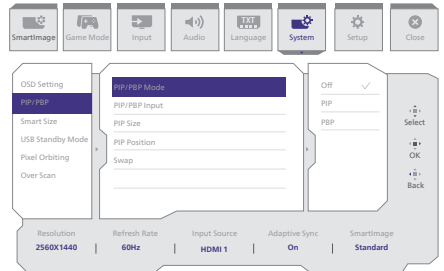 SmartImage
Game Mode
Input
Audio
TXT
Language
System
Setup
Close
OSD Setting
PIP/PBP
Smart Size
USB Standby Mode
Pixel Orbiting
Over Scan
PIP/PBP Mode
PIP/PBP Input
PIP Size
PIP Position
Swap
Off
PIP
PBP
Select
OK
Back
Resolution
2560X1440
Refresh Rate
60Hz
Input Source
HDMI 1
Adaptive Sync
On
SmartImage
Standard